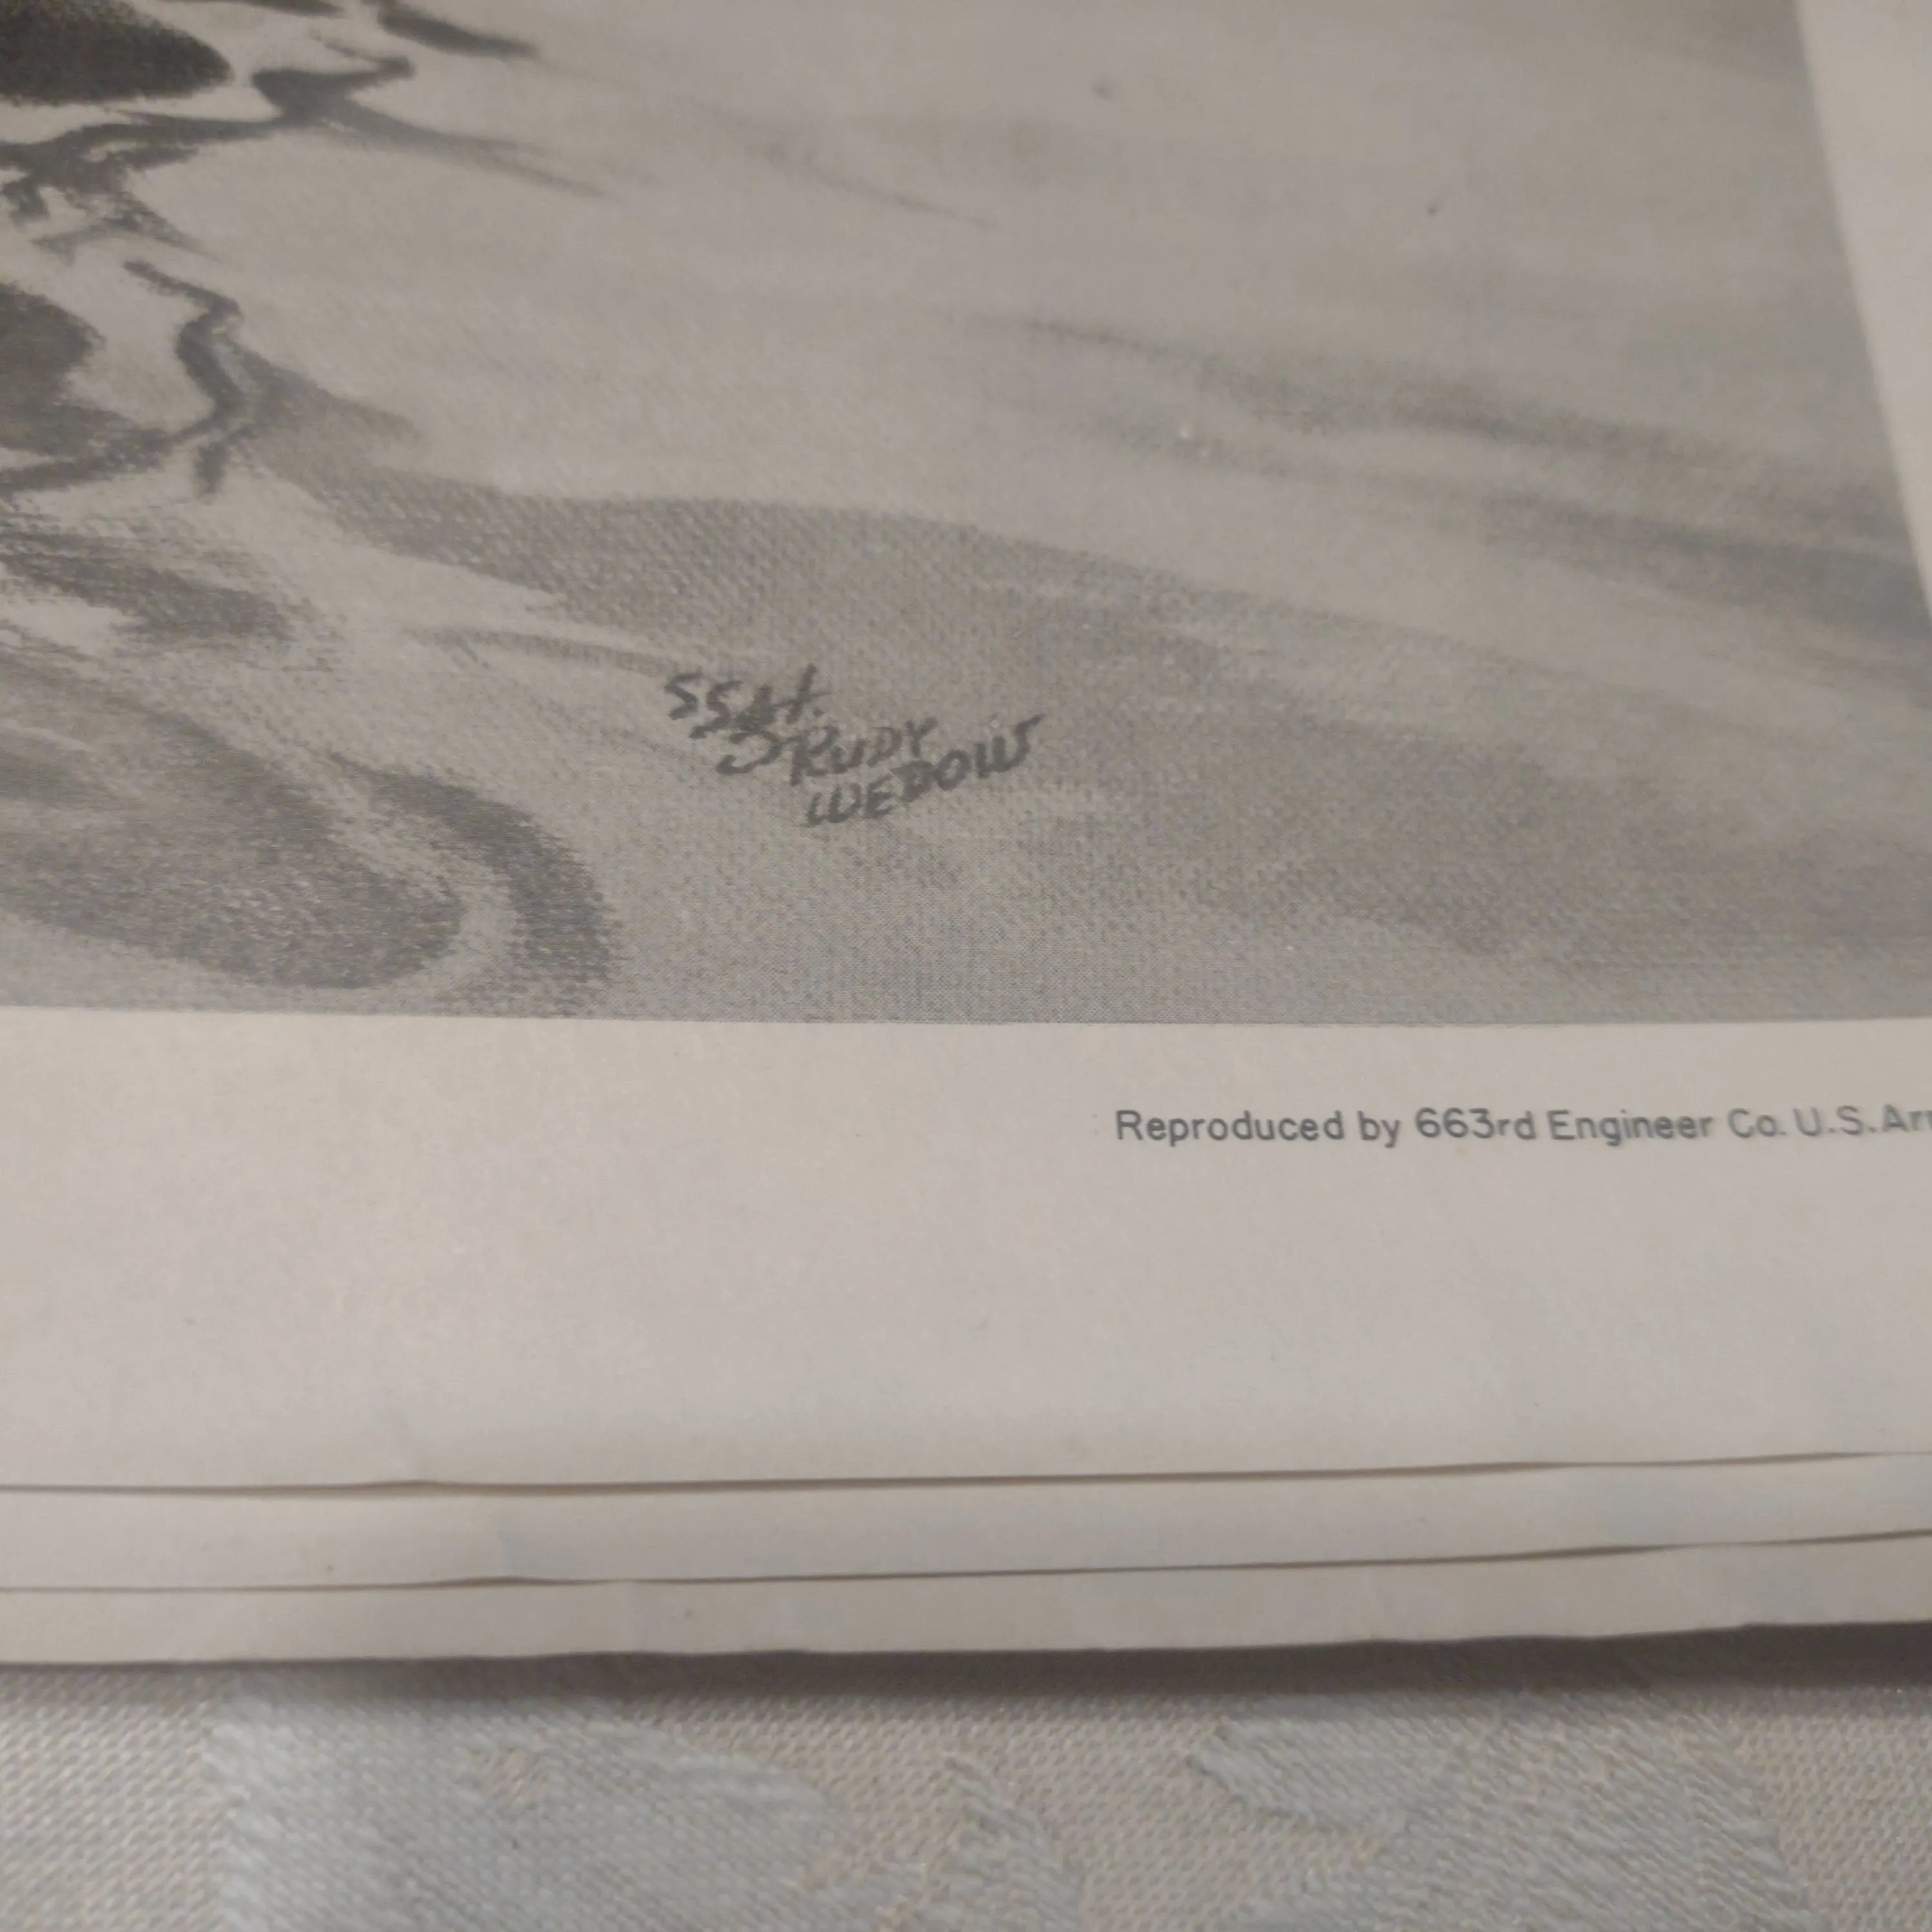 SSgt.
RUDY
WEDOW
Reproduced by 663rd Engineer Co. U.S.